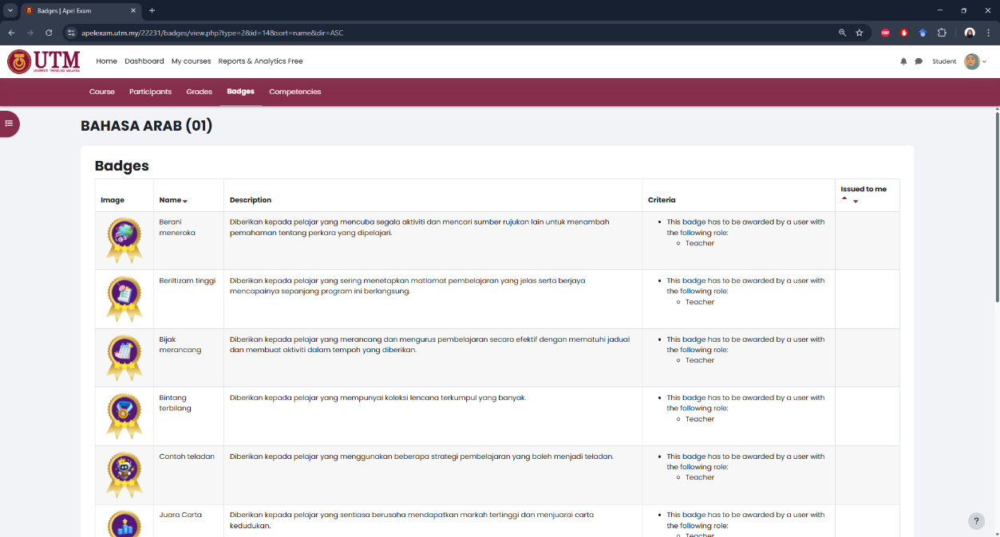 Badges | Apel Exam
apelexam.utm.my/22231/badges/view.php?type=2&id=14&sort=name&dir=ASC
ABP
UTM
UNIVERSITI TEKNOLOGI MALAYSIA
Home Dashboard My courses Reports & Analytics Free
Student
Course Participants Grades Badges Competencies
BAHASA ARAB (01)
Badges
Image Name Description Criteria Issued to me
Berani meneroka
Diberikan kepada pelajar yang mencuba segala aktiviti dan mencari sumber rujukan lain untuk menambah
pemahaman tentang perkara yang dipelajari.
This badge has to be awarded by a user with
the following role:
Teacher
Beriltizam tinggi
Diberikan kepada pelajar yang sering menetapkan matlamat pembelajaran yang jelas serta berjaya
mencapainya sepanjang program ini berlangsung.
This badge has to be awarded by a user with
the following role:
Teacher
Bijak
merancang
Diberikan kepada pelajar yang merancang dan mengurus pembelajaran secara efektif dengan mematuhi jadual
dan membuat aktiviti dalam tempoh yang diberikan.
This badge has to be awarded by a user with
the following role:
Teacher
Bintang
terbilang
Diberikan kepada pelajar yang mempunyai koleksi lencana terkumpul yang banyak.
This badge has to be awarded by a user with
the following role:
Teacher
Contoh teladan
Diberikan kepada pelajar yang menggunakan beberapa strategi pembelajaran yang boleh menjadi teladan.
This badge has to be awarded by a user with
the following role:
Teacher
Juara Carta
Diberikan kepada pelajar yang sentiasa berusaha mendapatkan markah tertinggi dan menjuarai carta
kedudukan.
This badge has to be awarded by a user with
the following role:
Teacher
?